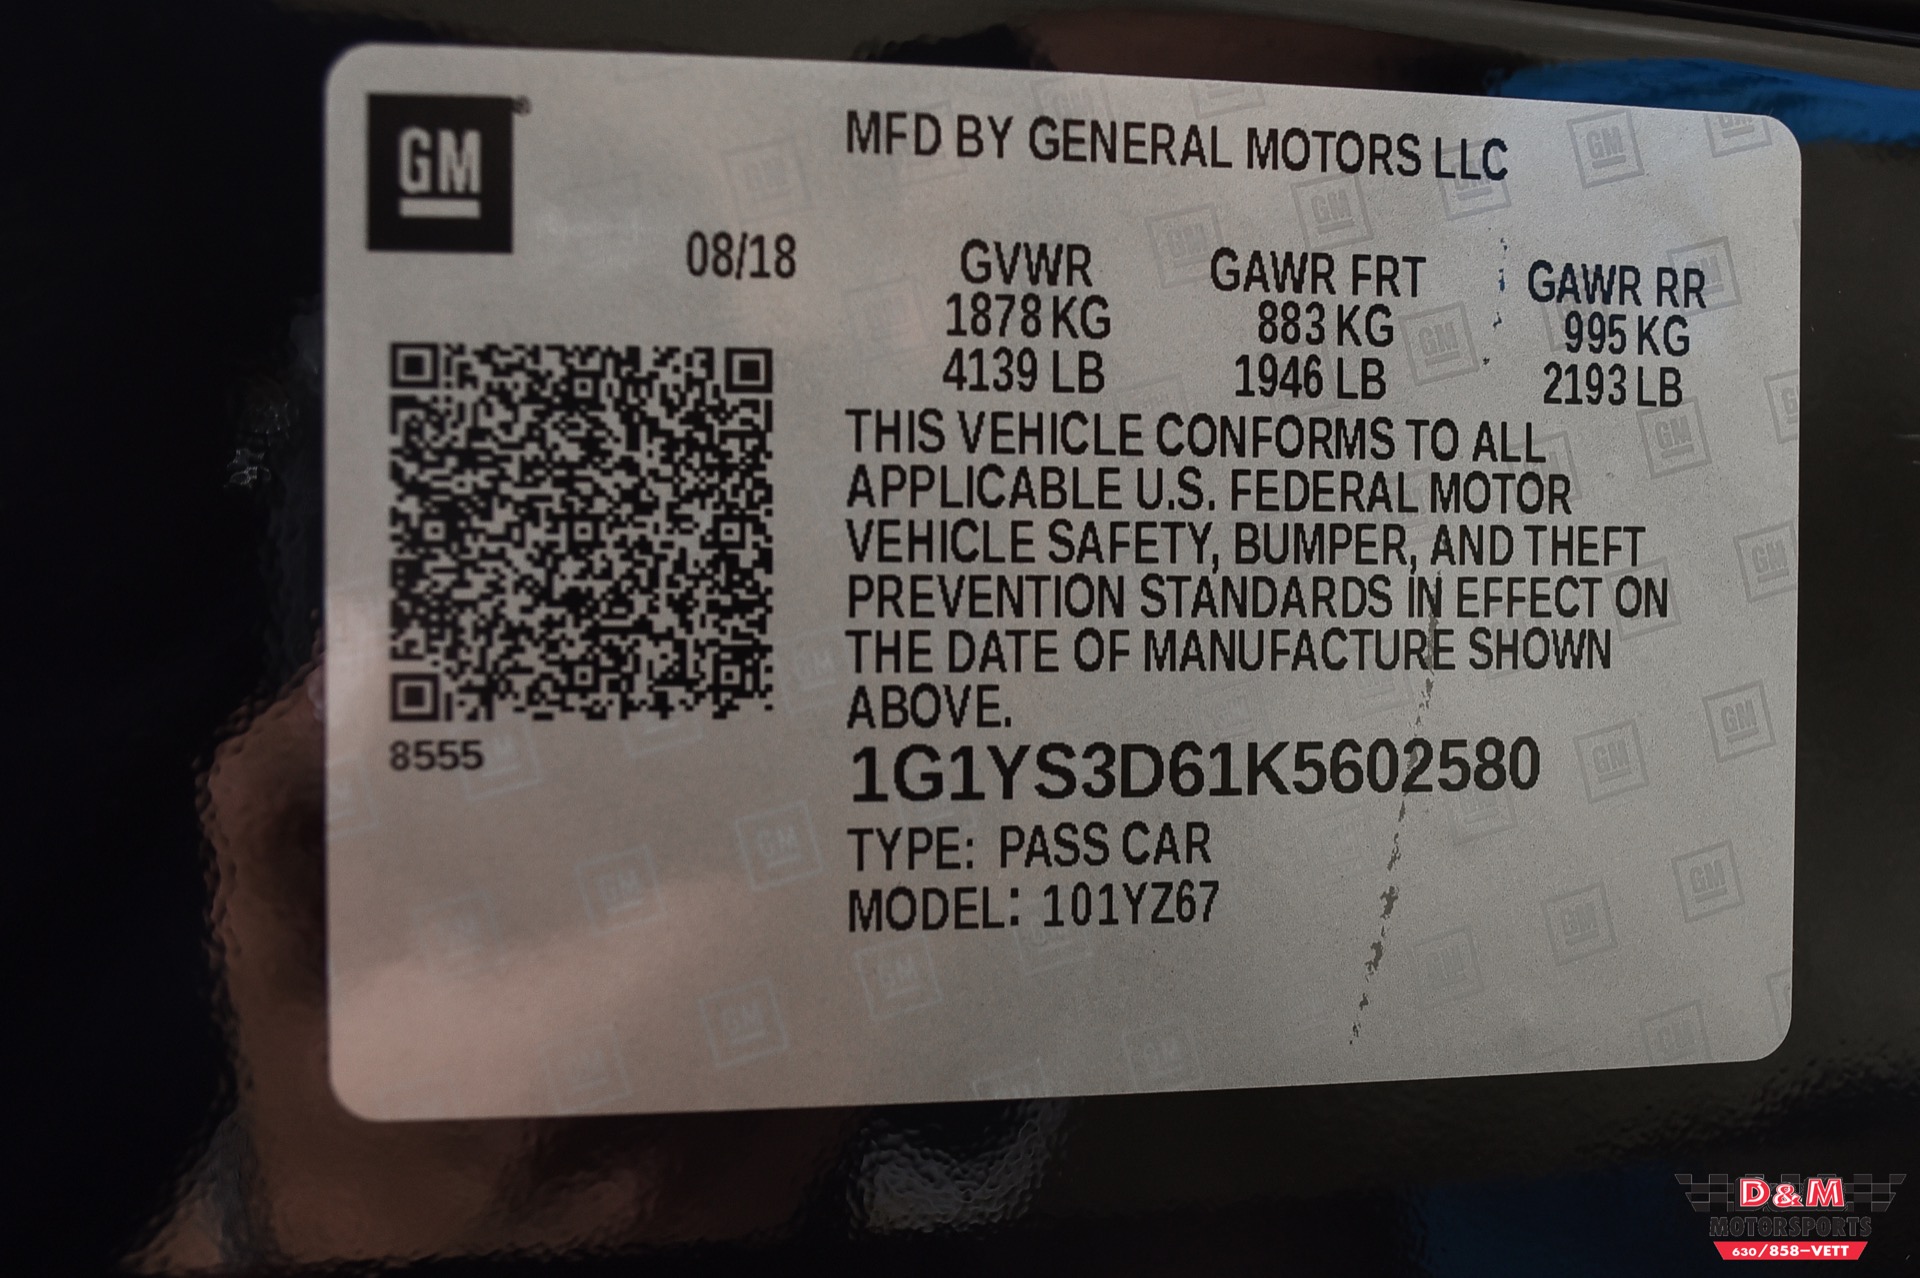 GM
MFD BY GENERAL MOTORS LLC
08/18
GVWR GAWR FRT GAWR RR
1878 KG 883 KG 995 KG
4139 LB 1946 LB 2193 LB
THIS VEHICLE CONFORMS TO ALL
APPLICABLE U.S. FEDERAL MOTOR
VEHICLE SAFETY, BUMPER, AND THEFT
PREVENTION STANDARDS IN EFFECT ON
THE DATE OF MANUFACTURE SHOWN
ABOVE.
8555
1G1YS3D61K5602580
TYPE: PASS CAR
MODEL: 101YZ67
D&M
MOTORSPORTS
630/858-VETT